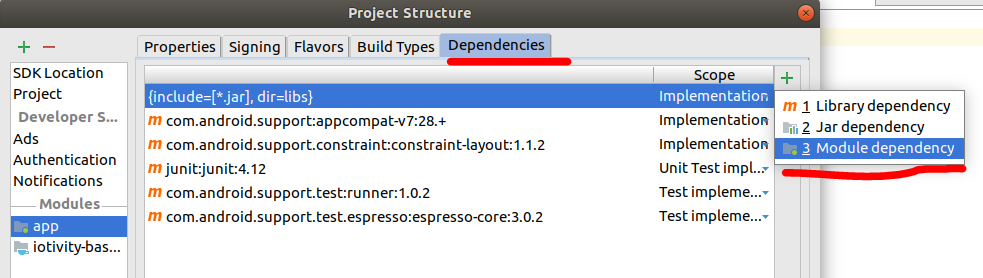 Project Structure
Properties Signing Flavors Build Types Dependencies
SDK Location
Project
Developer S...
Ads
Authentication
Notifications
Modules
app
iotivity-bas...
Scope
{include=[*.jar], dir=libs} Implementation
m com.android.support:appcompat-v7:28.+ Implementation
m com.android.support.constraint:constraint-layout:1.1.2 Implementation
m junit:junit:4.12 Unit Test impl...
m com.android.support.test:runner:1.0.2 Test impleme...
m com.android.support.test.espresso:espresso-core:3.0.2 Test impleme...
m 1 Library dependency
2 Jar dependency
3 Module dependency